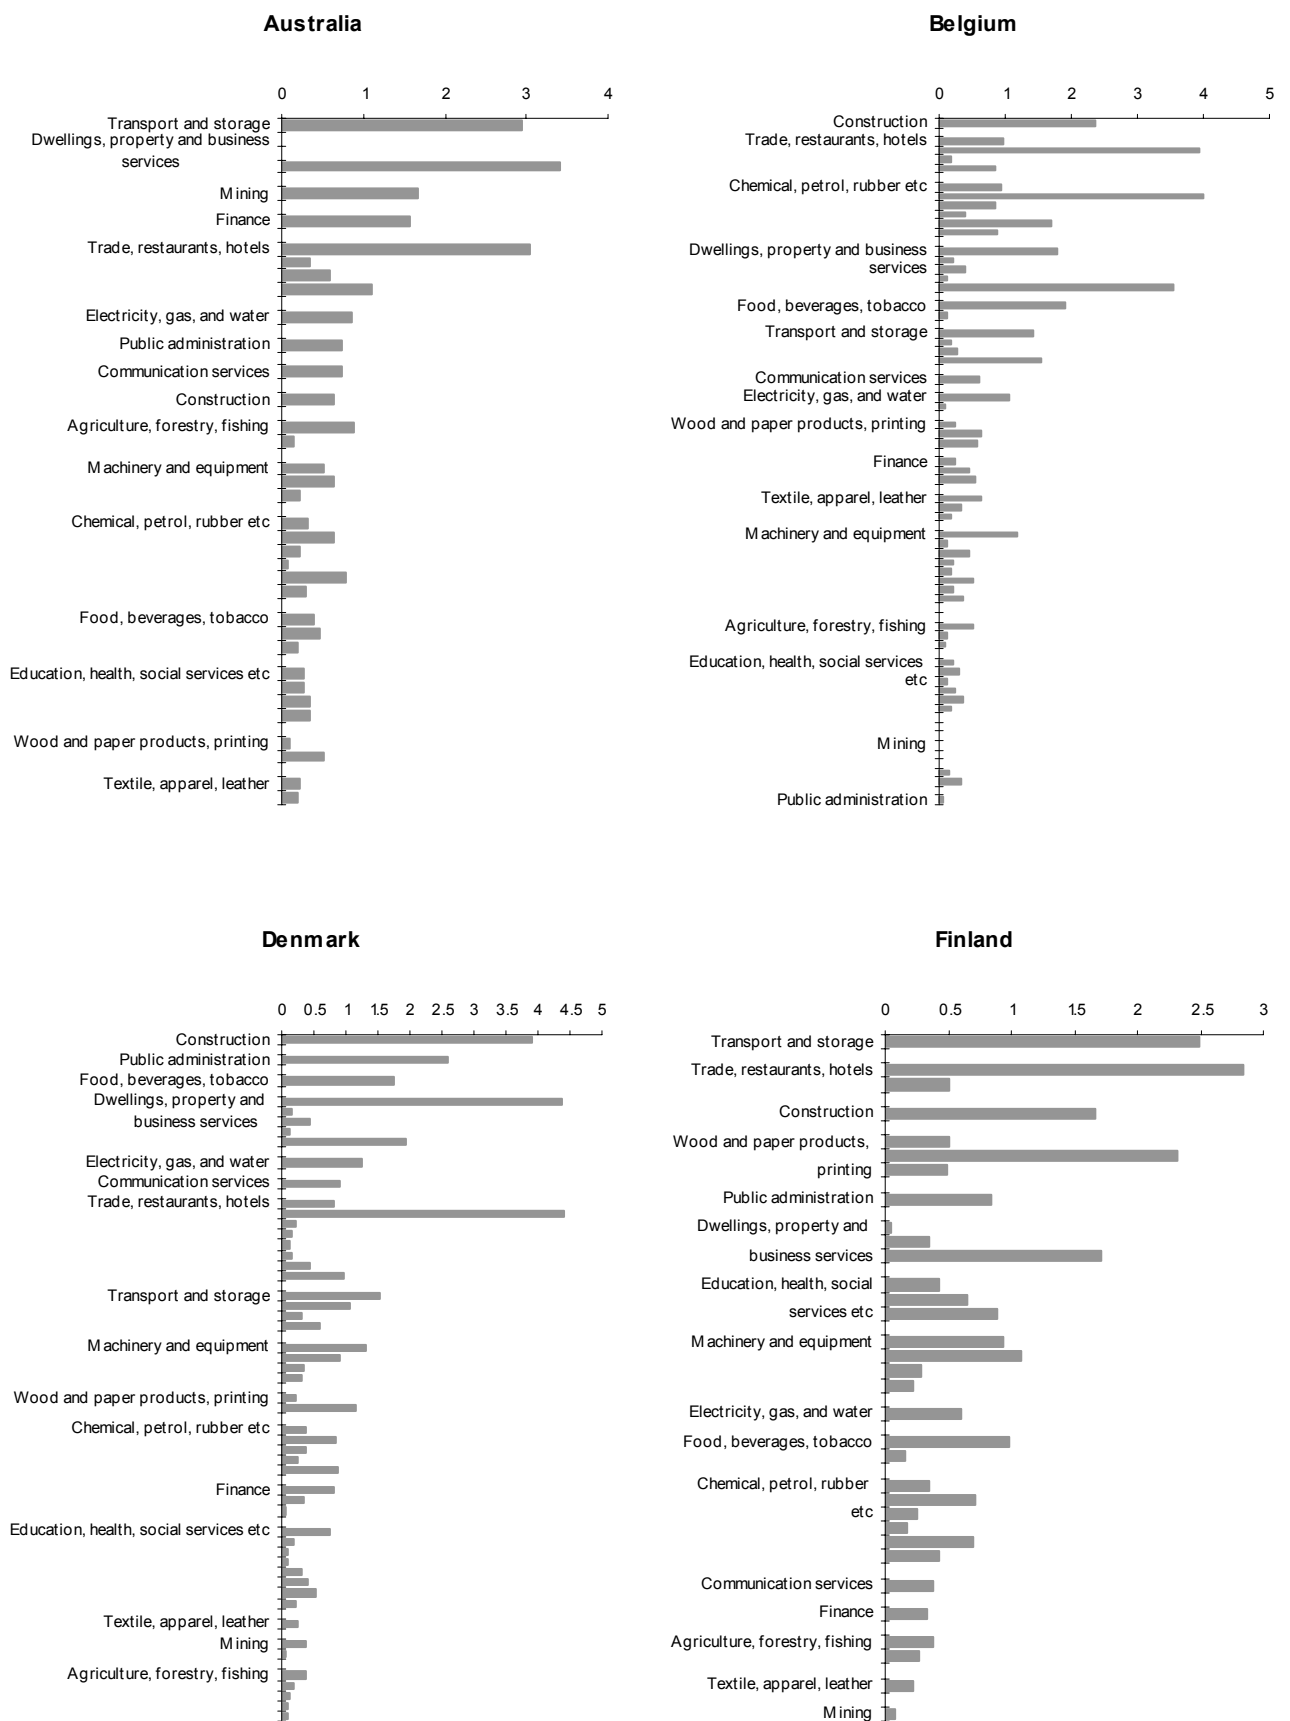 Australia
0 1 2 3 4
Transport and storage
Dwellings, property and business
services
Mining
Finance
Trade, restaurants, hotels
Electricity, gas, and water
Public administration
Communication services
Construction
Agriculture, forestry, fishing
Machinery and equipment
Chemical, petrol, rubber etc
Food, beverages, tobacco
Education, health, social services etc
Wood and paper products, printing
Textile, apparel, leather
Belgium
0 1 2 3 4 5
Construction
Trade, restaurants, hotels
Chemical, petrol, rubber etc
Dwellings, property and business
services
Food, beverages, tobacco
Transport and storage
Communication services
Electricity, gas, and water
Wood and paper products, printing
Finance
Textile, apparel, leather
Machinery and equipment
Agriculture, forestry, fishing
Education, health, social services
etc
Mining
Public administration
Denmark
0 0.5 1 1.5 2 2.5 3 3.5 4 4.5 5
Construction
Public administration
Food, beverages, tobacco
Dwellings, property and
business services
Electricity, gas, and water
Communication services
Trade, restaurants, hotels
Transport and storage
Machinery and equipment
Wood and paper products, printing
Chemical, petrol, rubber etc
Finance
Education, health, social services etc
Textile, apparel, leather
Mining
Agriculture, forestry, fishing
Finland
0 0.5 1 1.5 2 2.5 3
Transport and storage
Trade, restaurants, hotels
Construction
Wood and paper products,
printing
Public administration
Dwellings, property and
business services
Education, health, social
services etc
Machinery and equipment
Electricity, gas, and water
Food, beverages, tobacco
Chemical, petrol, rubber
etc
Communication services
Finance
Agriculture, forestry, fishing
Textile, apparel, leather
Mining